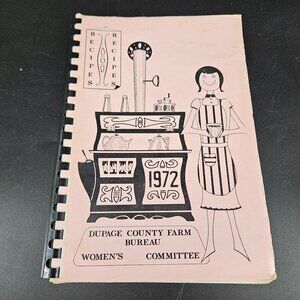 RECIPES
RECIPES
1972
DUPAGE COUNTY FARM
BUREAU
WOMEN'S COMMITTEE